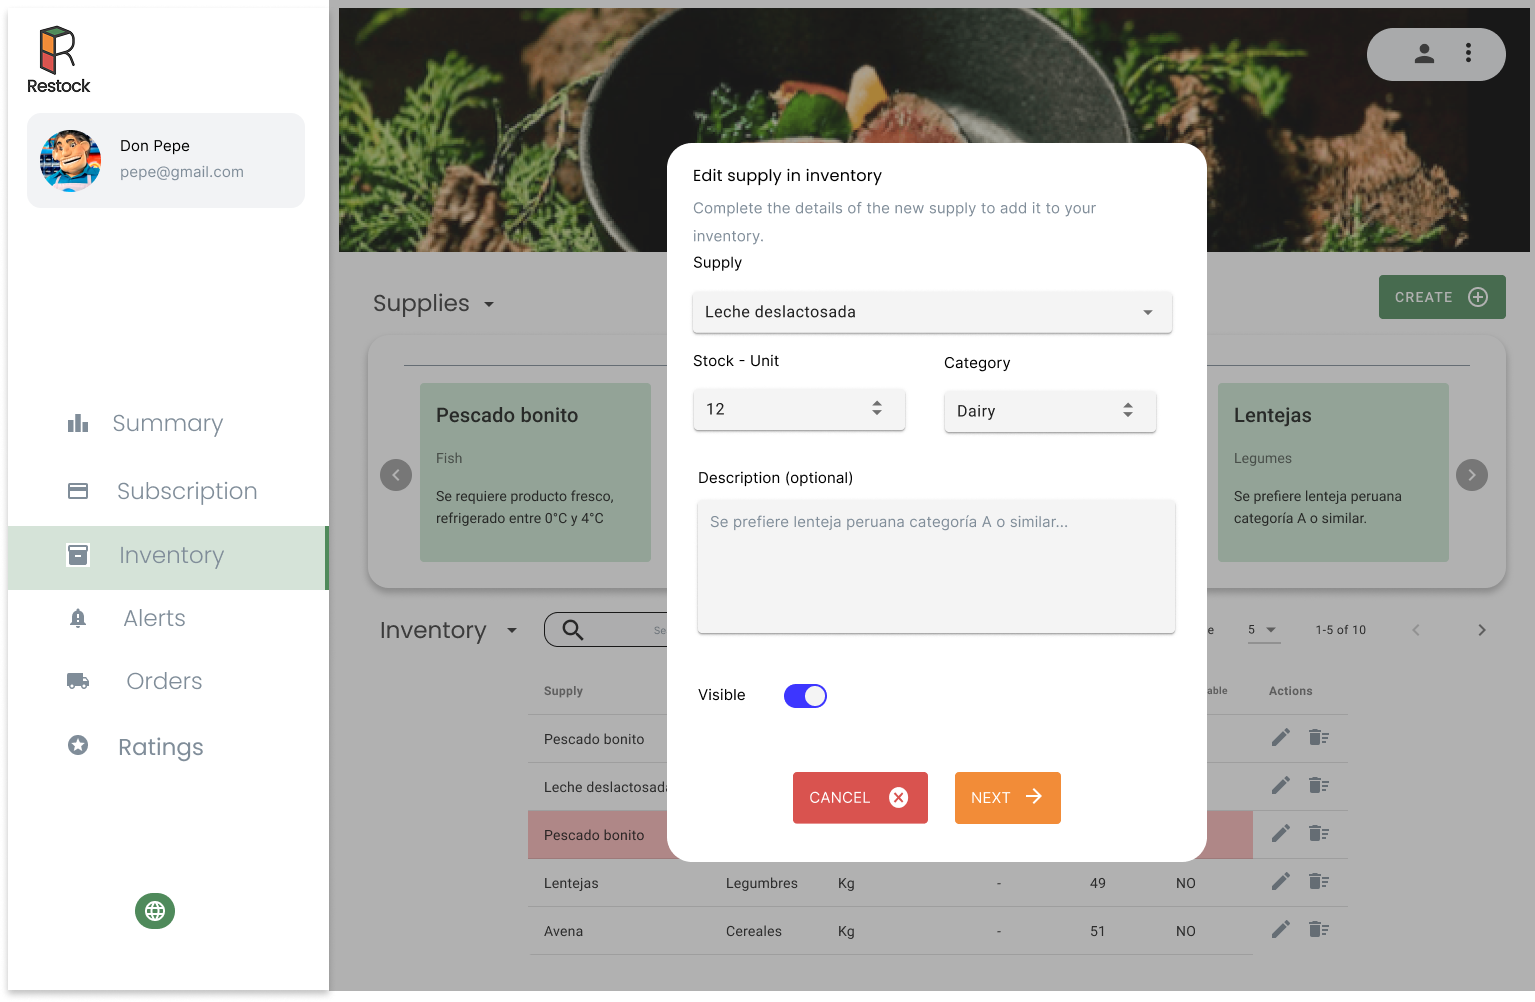 Restock
Don Pepe
pepe@gmail.com
Summary
Subscription
Inventory
Alerts
Orders
Ratings
Supplies
CREATE
Pescado bonito
Fish
Se requiere producto fresco,
refrigerado entre 0°C y 4°C
Lentejas
Legumes
Se prefiere lenteja peruana
categoría A o similar.
Edit supply in inventory
Complete the details of the new supply to add it to your
inventory.
Supply
Leche deslactosada
Stock - Unit
Category
12
Dairy
Description (optional)
Se prefiere lenteja peruana categoría A o similar...
Visible
CANCEL
NEXT
Inventory
Se
e
5
1-5 of 10
Supply
able
Actions
Pescado bonito
Leche deslactosada
Pescado bonito
Lentejas Legumbres Kg - 49 NO
Avena Cereales Kg - 51 NO